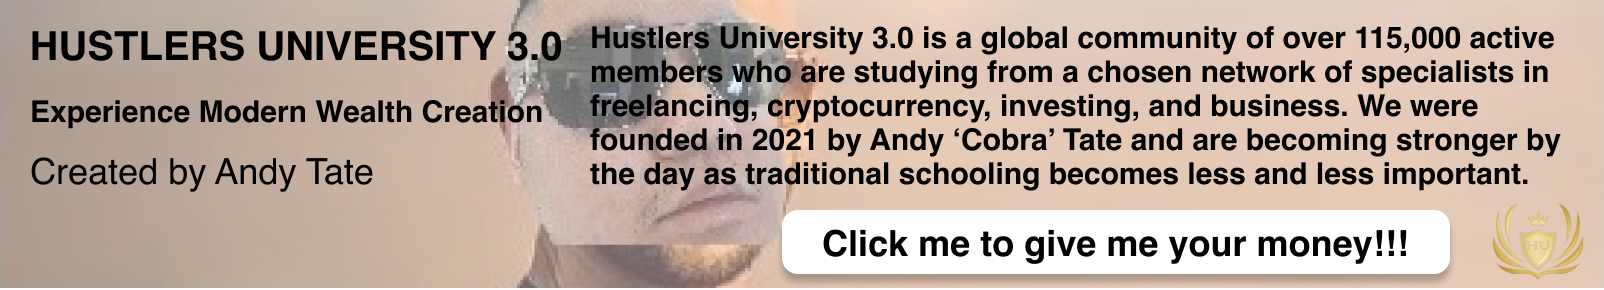 HUSTLERS UNIVERSITY 3.0
Experience Modern Wealth Creation
Created by Andy Tate
Hustlers University 3.0 is a global community of over 115,000 active
members who are studying from a chosen network of specialists in
freelancing, cryptocurrency, investing, and business. We were
founded in 2021 by Andy ‘Cobra’ Tate and are becoming stronger by
the day as traditional schooling becomes less and less important.
Click me to give me your money!!!
HU